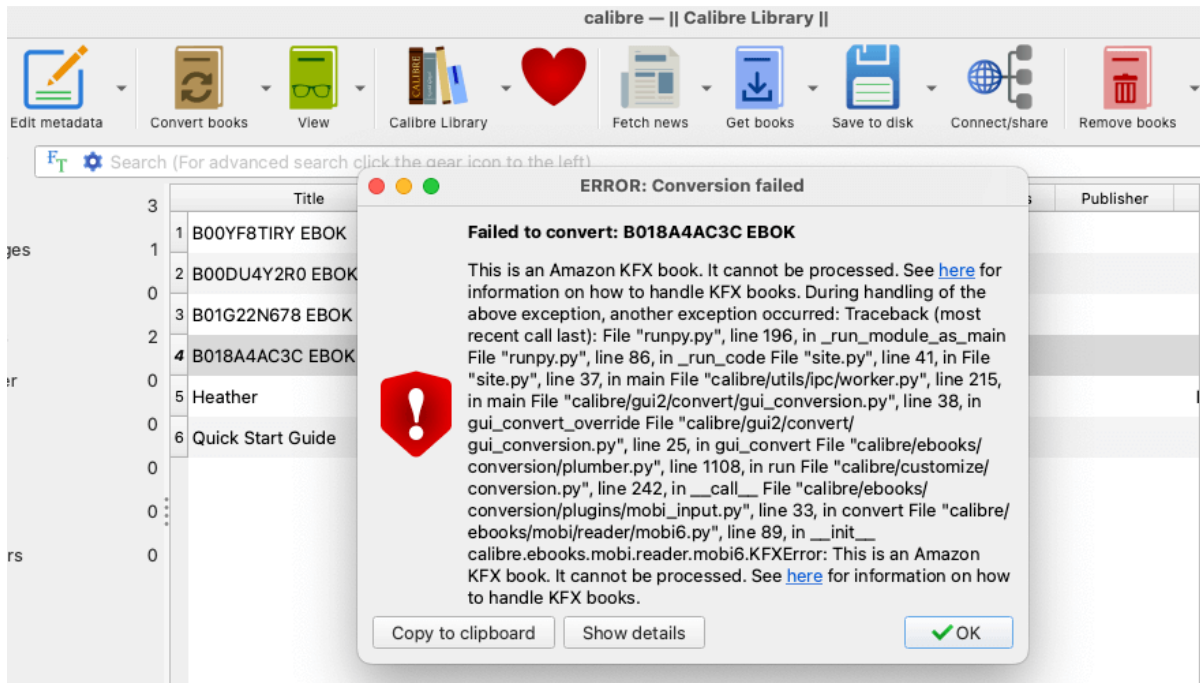 calibre — || Calibre Library ||
Edit metadata
Convert books
View
CALIBRE
Calibre Library
Fetch news
Get books
Save to disk
Connect/share
Remove books
FT Search (For advanced search click the gear icon to the left)
3
ges 1
0
2
er 0
0
0
0
rs 0
Title
s
Publisher
1 B00YF8TIRY EBOK
2 B00DU4Y2R0 EBOK
3 B01G22N678 EBOK
4 B018A4AC3C EBOK
5 Heather
6 Quick Start Guide
ERROR: Conversion failed
Failed to convert: B018A4AC3C EBOK
This is an Amazon KFX book. It cannot be processed. See here for
information on how to handle KFX books. During handling of the
above exception, another exception occurred: Traceback (most
recent call last): File "runpy.py", line 196, in _run_module_as_main
File "runpy.py", line 86, in _run_code File "site.py", line 41, in File
"site.py", line 37, in main File "calibre/utils/ipc/worker.py", line 215,
in main File "calibre/gui2/convert/gui_conversion.py", line 38, in
gui_convert_override File "calibre/gui2/convert/
gui_conversion.py", line 25, in gui_convert File "calibre/ebooks/
conversion/plumber.py", line 1108, in run File "calibre/customize/
conversion.py", line 242, in __call__ File "calibre/ebooks/
conversion/plugins/mobi_input.py", line 33, in convert File "calibre/
ebooks/mobi/reader/mobi6.py", line 89, in __init__
calibre.ebooks.mobi.reader.mobi6.KFXError: This is an Amazon
KFX book. It cannot be processed. See here for information on how
to handle KFX books.
Copy to clipboard
Show details
OK